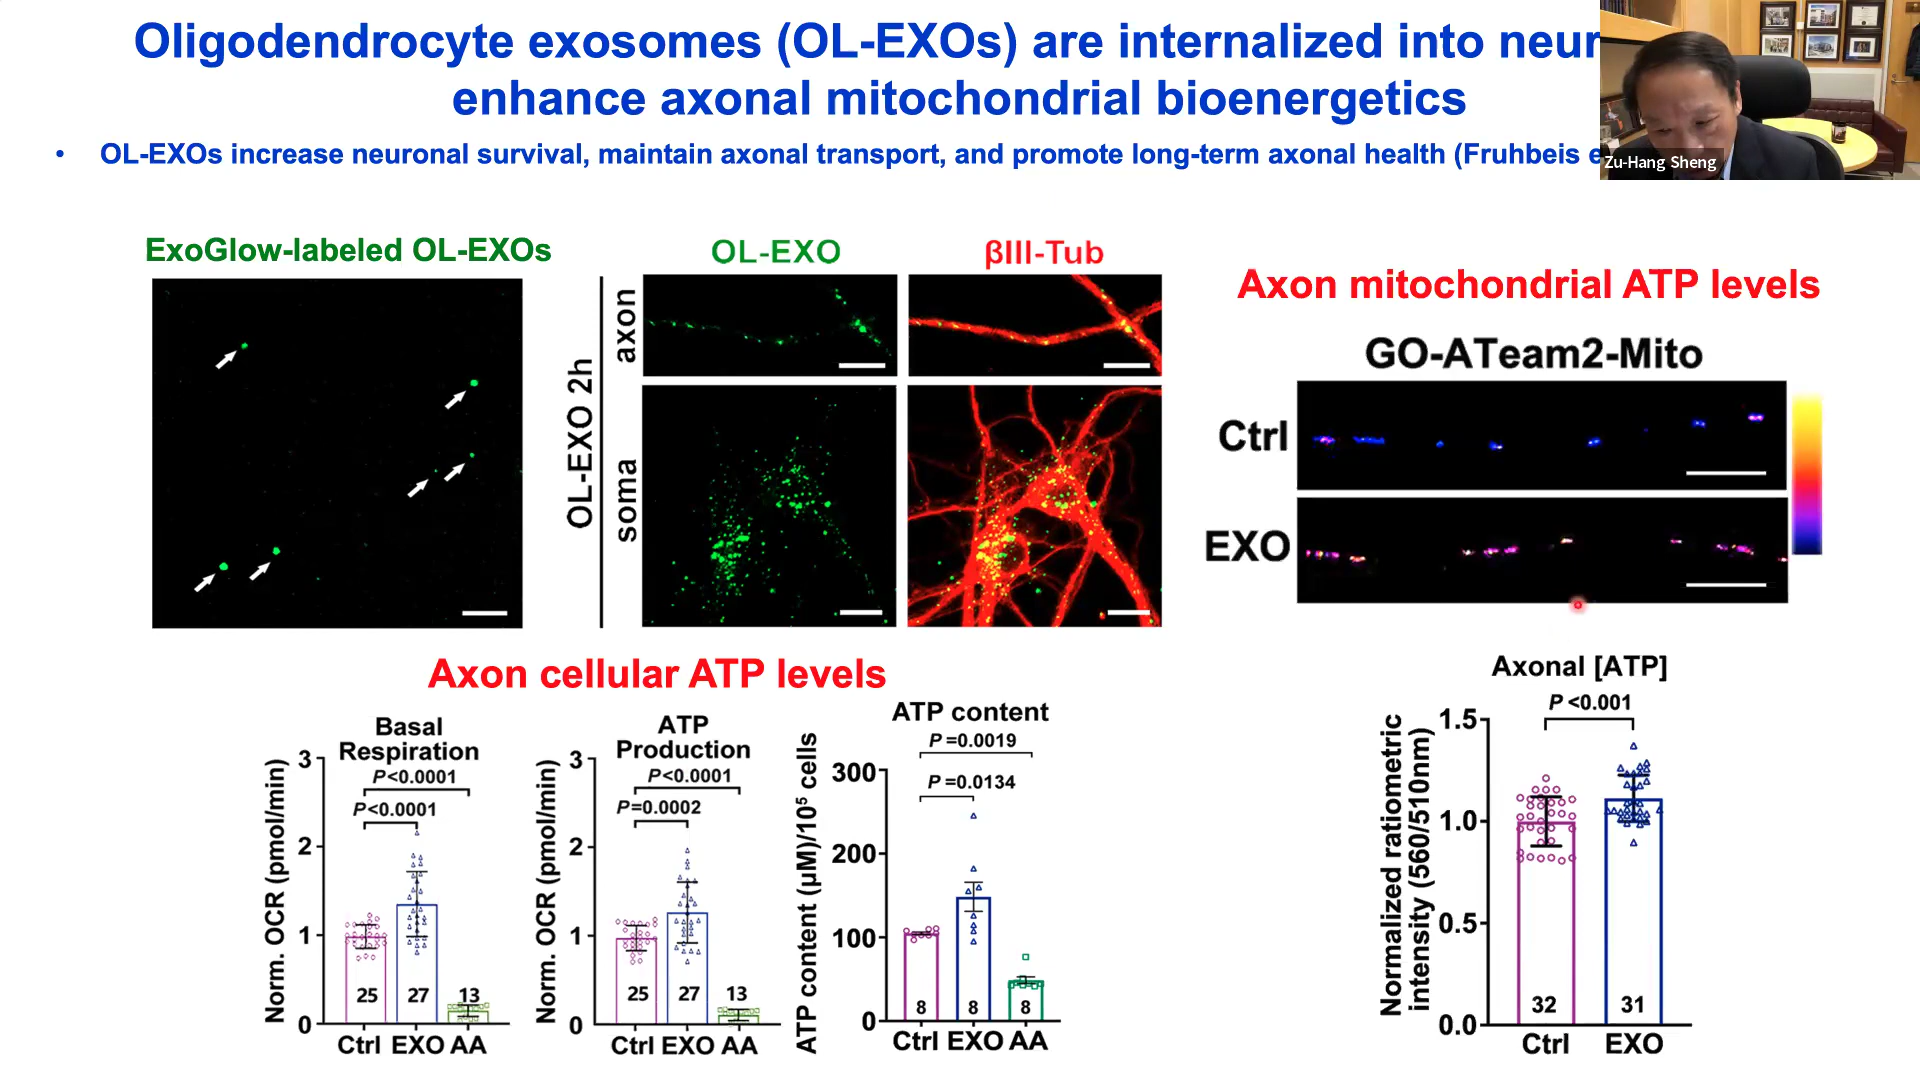 Oligodendrocyte exosomes (OL-EXOs) are internalized into
enhance axonal mitochondrial bioenergetics
• OL-EXOs increase neuronal survival, maintain axonal transport, and promote long-term axonal health (Fruhbeis
Zu-Hang Sheng
ExoGlow-labeled OL-EXOs
OL-EXO 2h
axon
soma
OL-EXO
βIII-Tub
Axon mitochondrial ATP levels
GO-ATeam2-Mito
Ctrl
EXO
Axon cellular ATP levels
Basal
Respiration
P<0.0001
P<0.0001
Norm. OCR (pmol/min)
3
2
1
0
25 27 13
Ctrl EXO AA
ATP
Production
P<0.0001
P=0.0002
Norm. OCR (pmol/min)
3
2
1
0
25 27 13
Ctrl EXO AA
ATP content
P=0.0019
P=0.0134
ATP content (μM)/10⁵ cells
300
200
100
0
8 8 8
Ctrl EXO AA
Axonal [ATP]
P <0.001
Normalized ratiometric
intensity (560/510nm)
1.5
1.0
0.5
0.0
32 31
Ctrl EXO